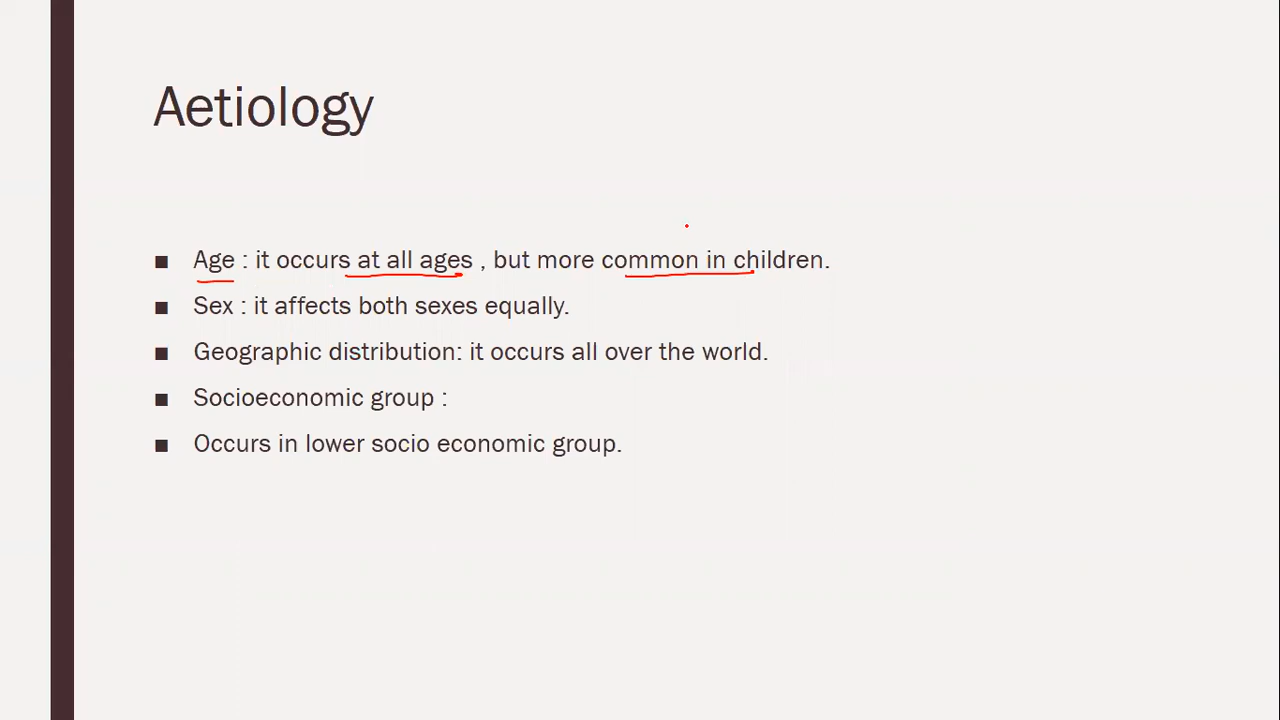 Aetiology
■ Age : it occurs at all ages , but more common in children.
■ Sex : it affects both sexes equally.
■ Geographic distribution: it occurs all over the world.
■ Socioeconomic group :
■ Occurs in lower socio economic group.